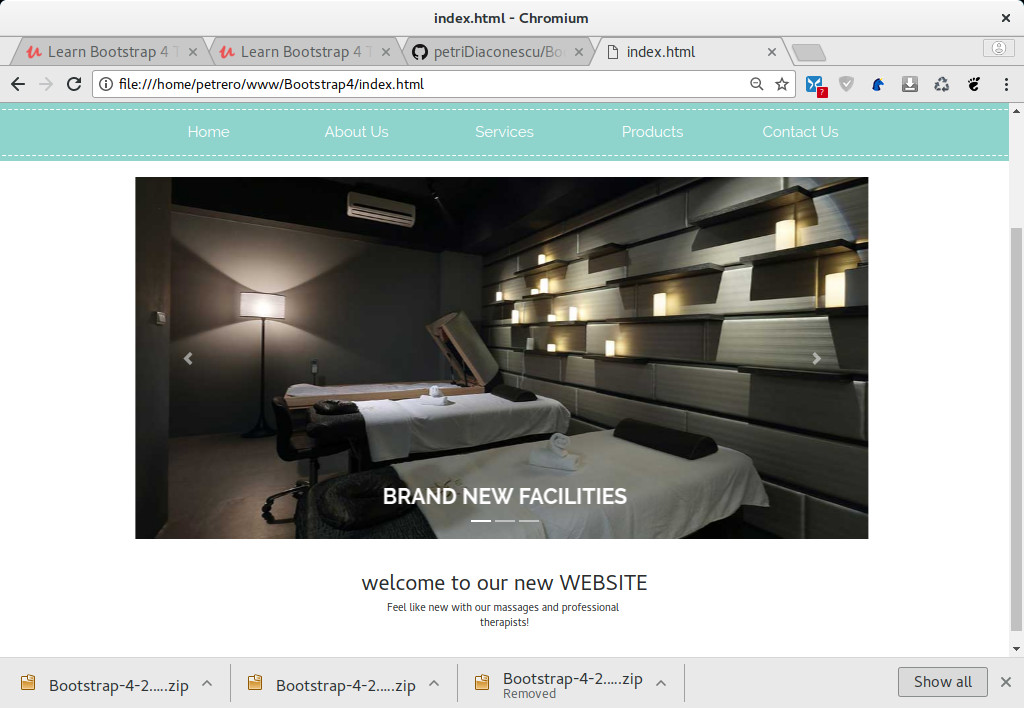 index.html - Chromium
Learn Bootstrap 4 T
Learn Bootstrap 4 T
petriDiaconescu/Bo
index.html
file:///home/petrero/www/Bootstrap4/index.html
?
Home About Us Services Products Contact Us
BRAND NEW FACILITIES
welcome to our new WEBSITE
Feel like new with our massages and professional
therapists!
Bootstrap-4-2.....zip
Bootstrap-4-2.....zip
Bootstrap-4-2.....zip
Removed
Show all